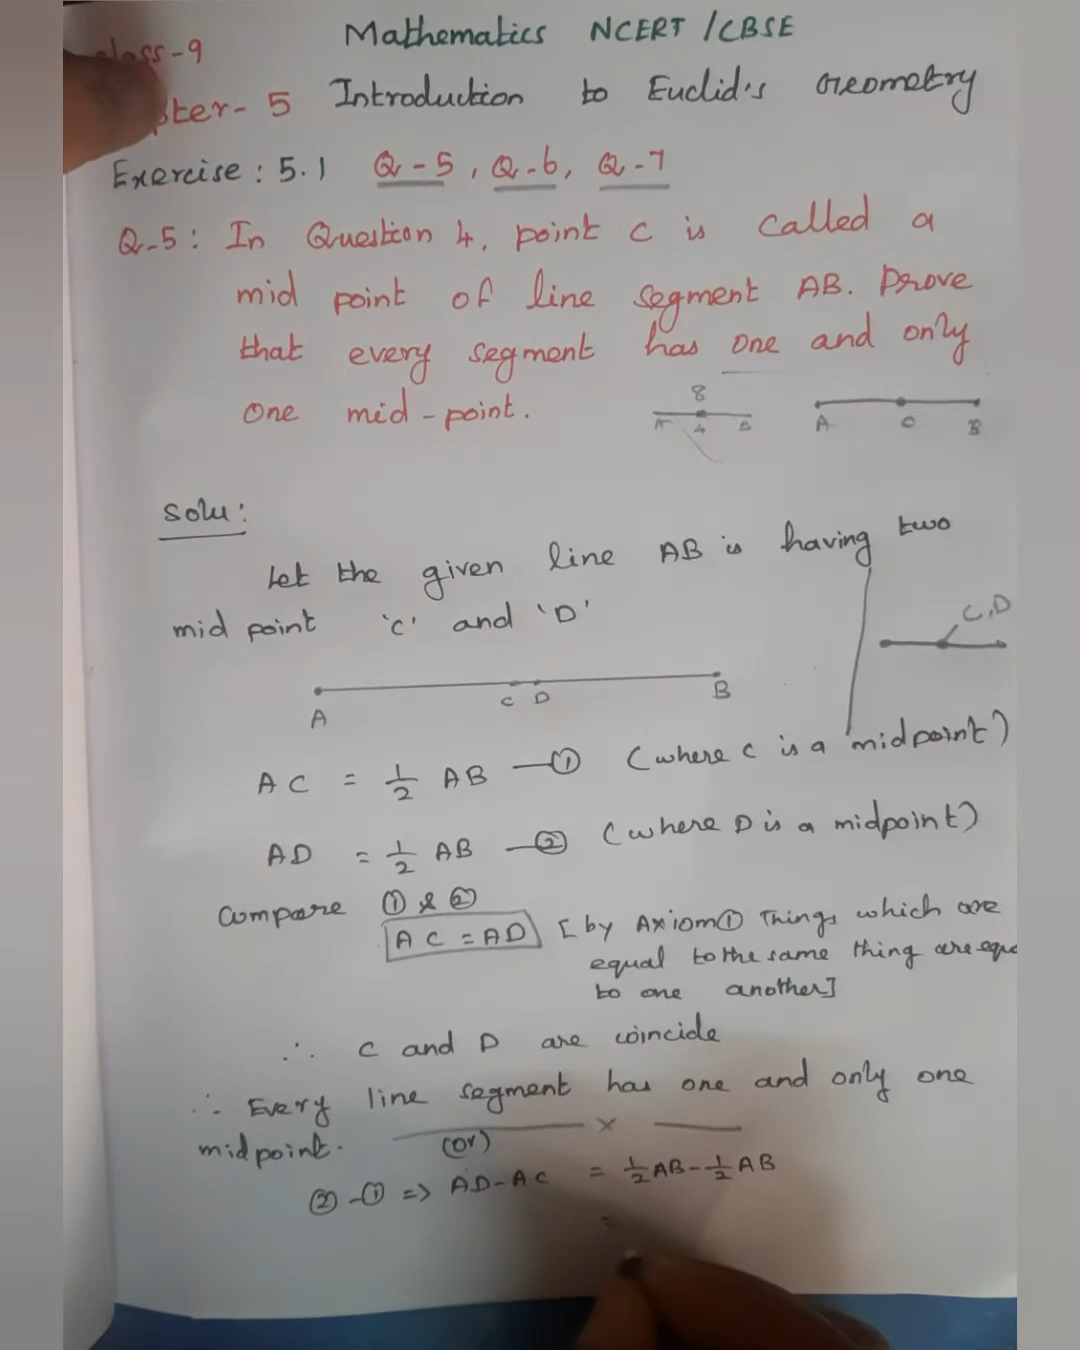 Mathematics NCERT / CBSE
class-9
Chapter-5 Introduction to Euclid's Geometry
Exercise : 5.1 Q-5, Q-6, Q-7
Q-5 : In Question 4, point C is called a
mid point of line segment AB. Prove
that every segment has one and only
one mid-point.
8
4
A C B
Solu:
Let the given line AB is having two
mid point 'C' and 'D'
C,D
A C D B
AC = 1/2 AB —① (where C is a midpoint)
AD = 1/2 AB —② (where D is a midpoint)
Compare ① & ②
AC = AD [by Axiom① Things which are
equal to the same thing are equ
to one another]
∴ C and D are coincide
∴ Every line segment has one and only one
midpoint. ✗
(or)
② - ① => AD - AC = 1/2 AB - 1/2 AB
=